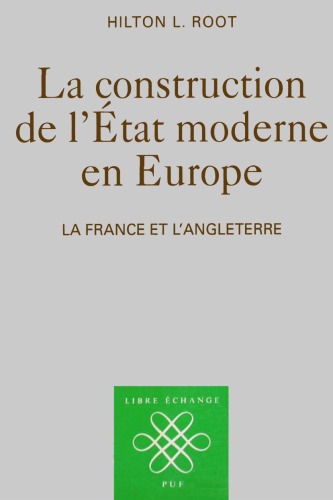 HILTON L. ROOT
La construction
de l'État moderne
en Europe
LA FRANCE ET L'ANGLETERRE
LIBRE ÉCHANGE
PUF